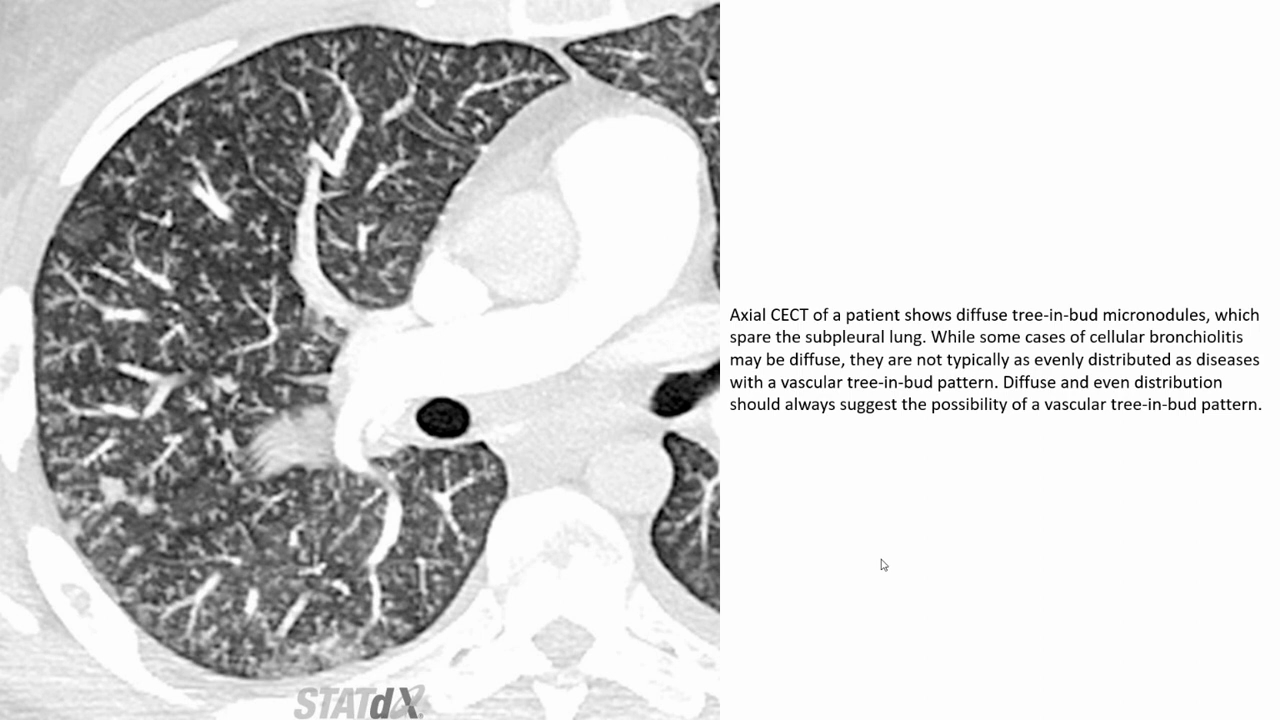 Axial CECT of a patient shows diffuse tree-in-bud micronodules, which
spare the subpleural lung. While some cases of cellular bronchiolitis
may be diffuse, they are not typically as evenly distributed as diseases
with a vascular tree-in-bud pattern. Diffuse and even distribution
should always suggest the possibility of a vascular tree-in-bud pattern.
STATdX